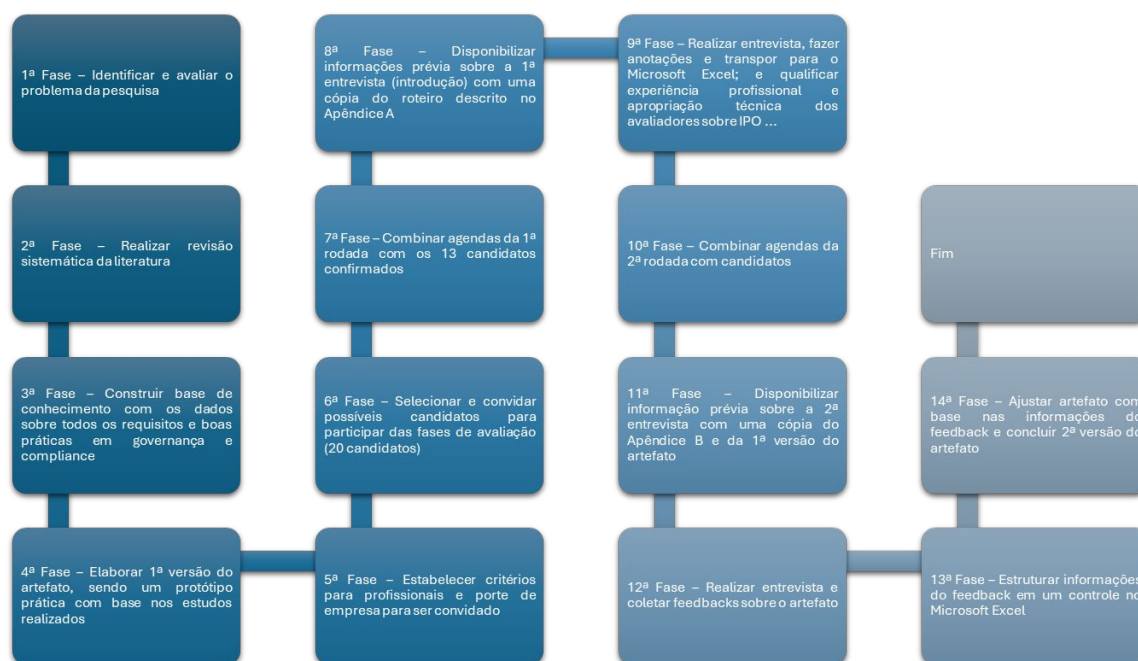 1ª Fase – Identificar e avaliar o
problema da pesquisa
2ª Fase – Realizar revisão
sistemática da literatura
3ª Fase – Construir base de
conhecimento com os dados
sobre todos os requisitos e boas
práticas em governança e
compliance
4ª Fase – Elaborar 1ª versão do
artefato, sendo um protótipo
prática com base nos estudos
realizados
5ª Fase – Estabelecer critérios
para profissionais e porte de
empresa para ser convidado
6ª Fase – Selecionar e convidar
possíveis candidatos para
participar das fases de avaliação
(20 candidatos)
7ª Fase – Combinar agendas da 1ª
rodada com os 13 candidatos
confirmados
8ª Fase – Disponibilizar
informações prévia sobre a 1ª
entrevista (introdução) com uma
cópia do roteiro descrito no
Apêndice A
9ª Fase – Realizar entrevista, fazer
anotações e transpor para o
Microsoft Excel; e qualificar
experiência profissional e
apropriação técnica dos
avaliadores sobre IPO ...
10ª Fase – Combinar agendas da
2ª rodada com candidatos
11ª Fase – Disponibilizar
informação prévia sobre a 2ª
entrevista com uma cópia do
Apêndice B e da 1ª versão do
artefato
12ª Fase – Realizar entrevista e
coletar feedbacks sobre o artefato
13ª Fase – Estruturar informações
do feedback em um controle no
Microsoft Excel
14ª Fase – Ajustar artefato com
base nas informações do
feedback e concluir 2ª versão do
artefato
Fim